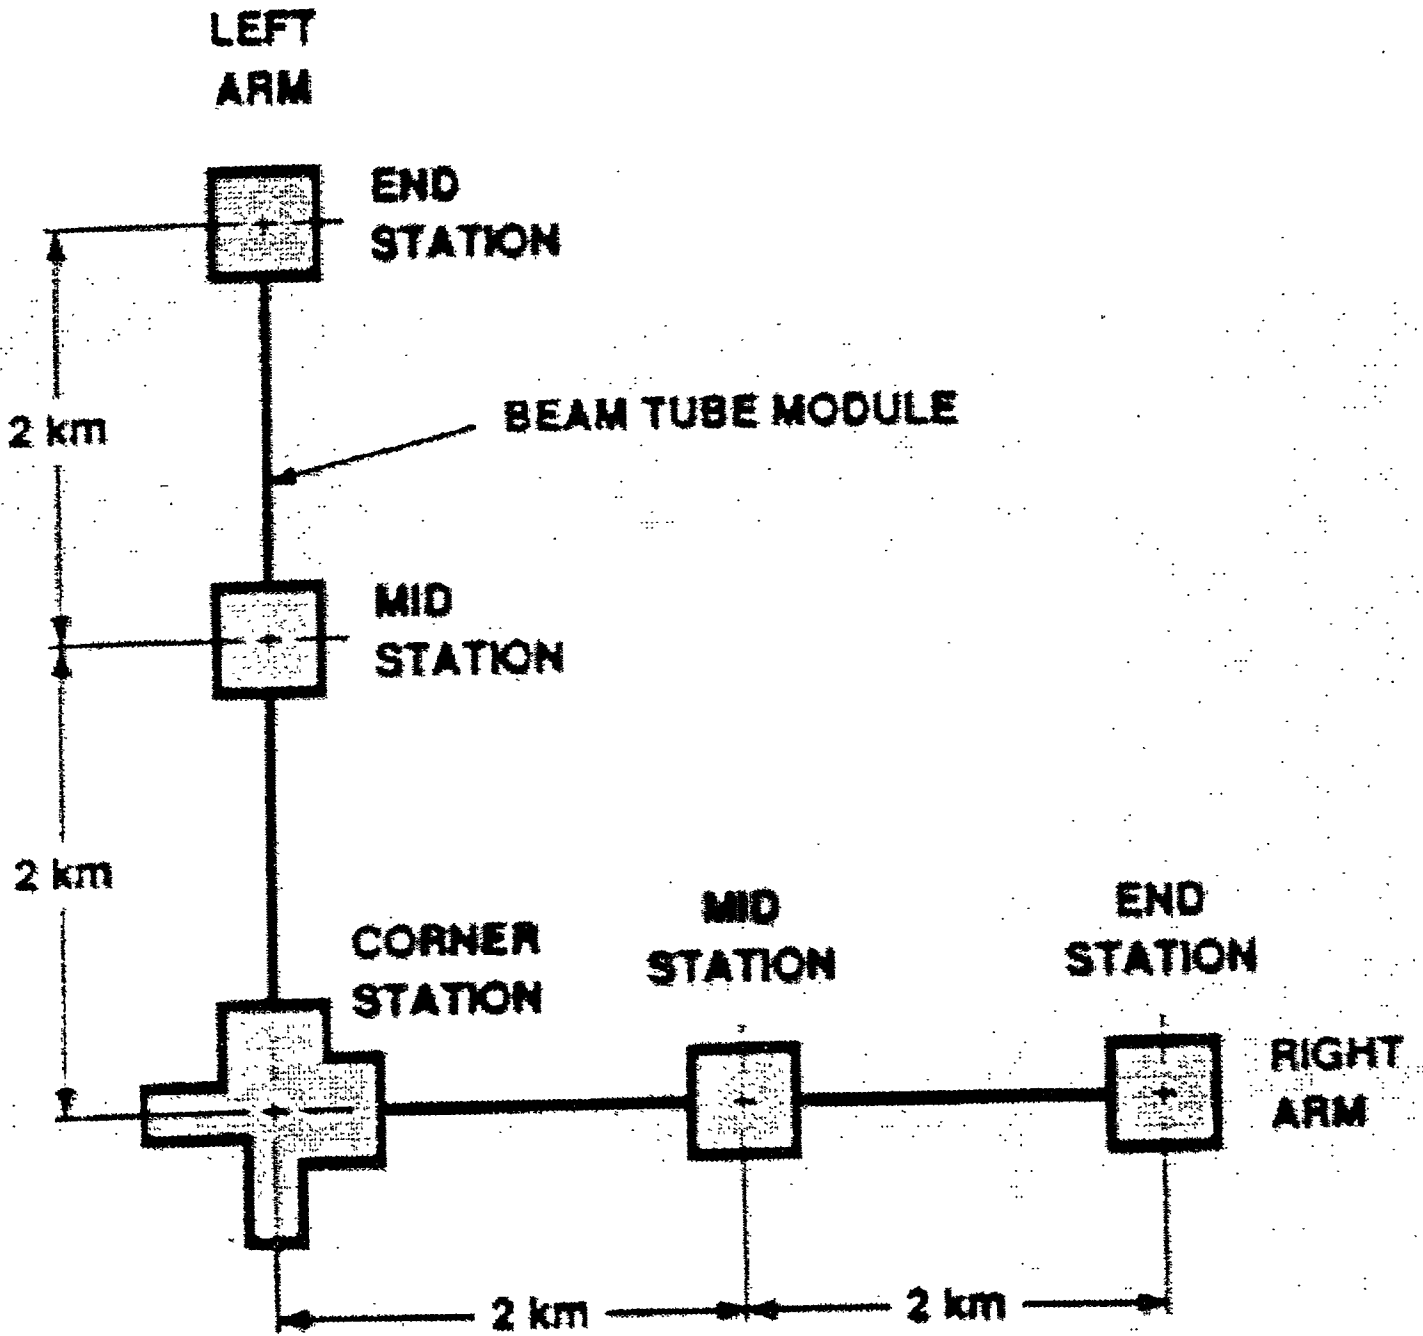 LEFT
ARM
END
STATION
BEAM TUBE MODULE
2 km
MID
STATION
2 km
CORNER
STATION
MID
STATION
END
STATION
RIGHT
ARM
2 km
2 km